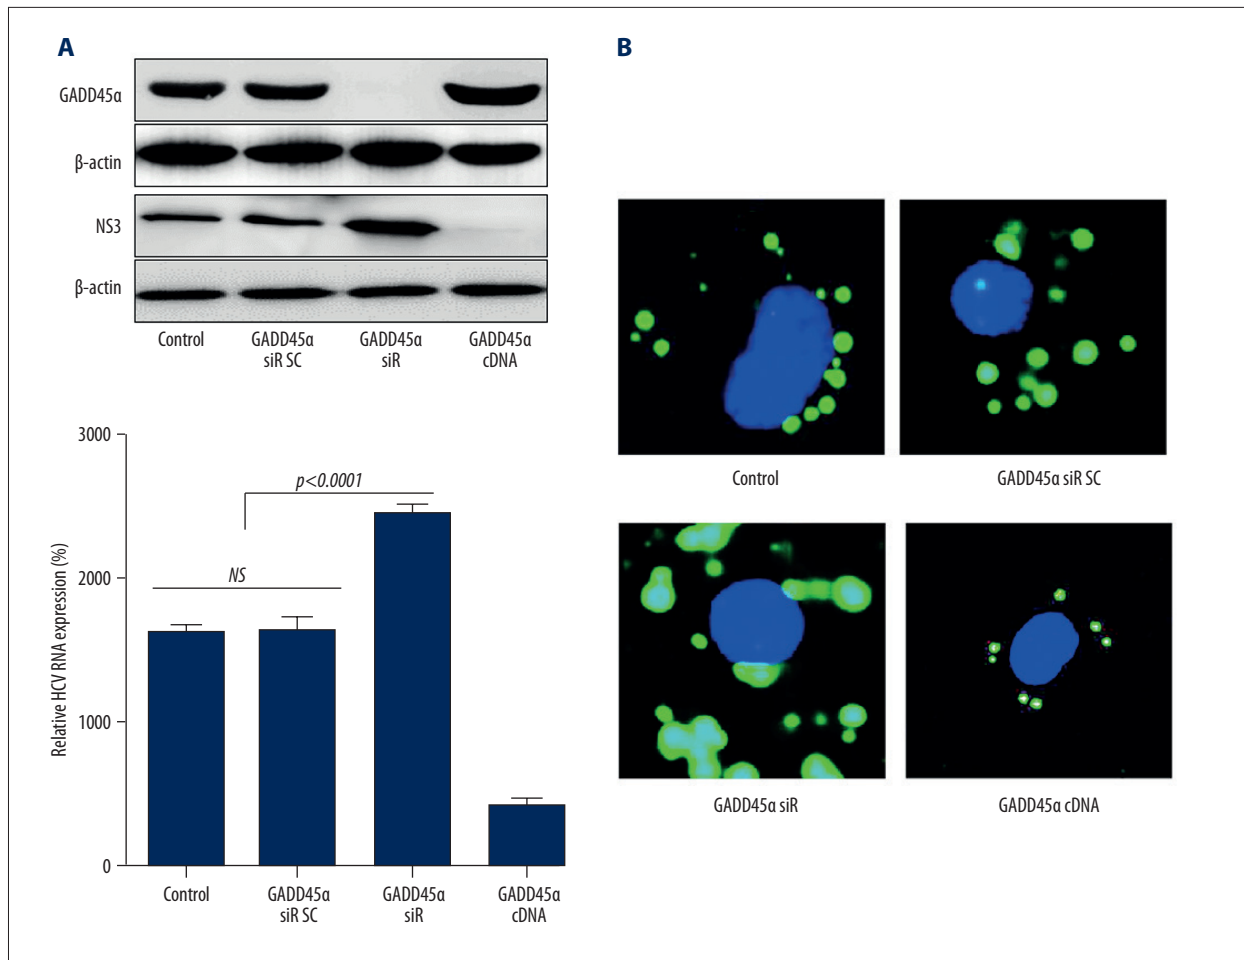 A
GADD45α
β-actin
NS3
β-actin
Control
GADD45α
siR SC
GADD45α
siR
GADD45α
cDNA
3000
2000
1000
0
Relative HCV RNA expression (%)
p<0.0001
NS
Control
GADD45α
siR SC
GADD45α
siR
GADD45α
cDNA
B
Control
GADD45α siR SC
GADD45α siR
GADD45α cDNA